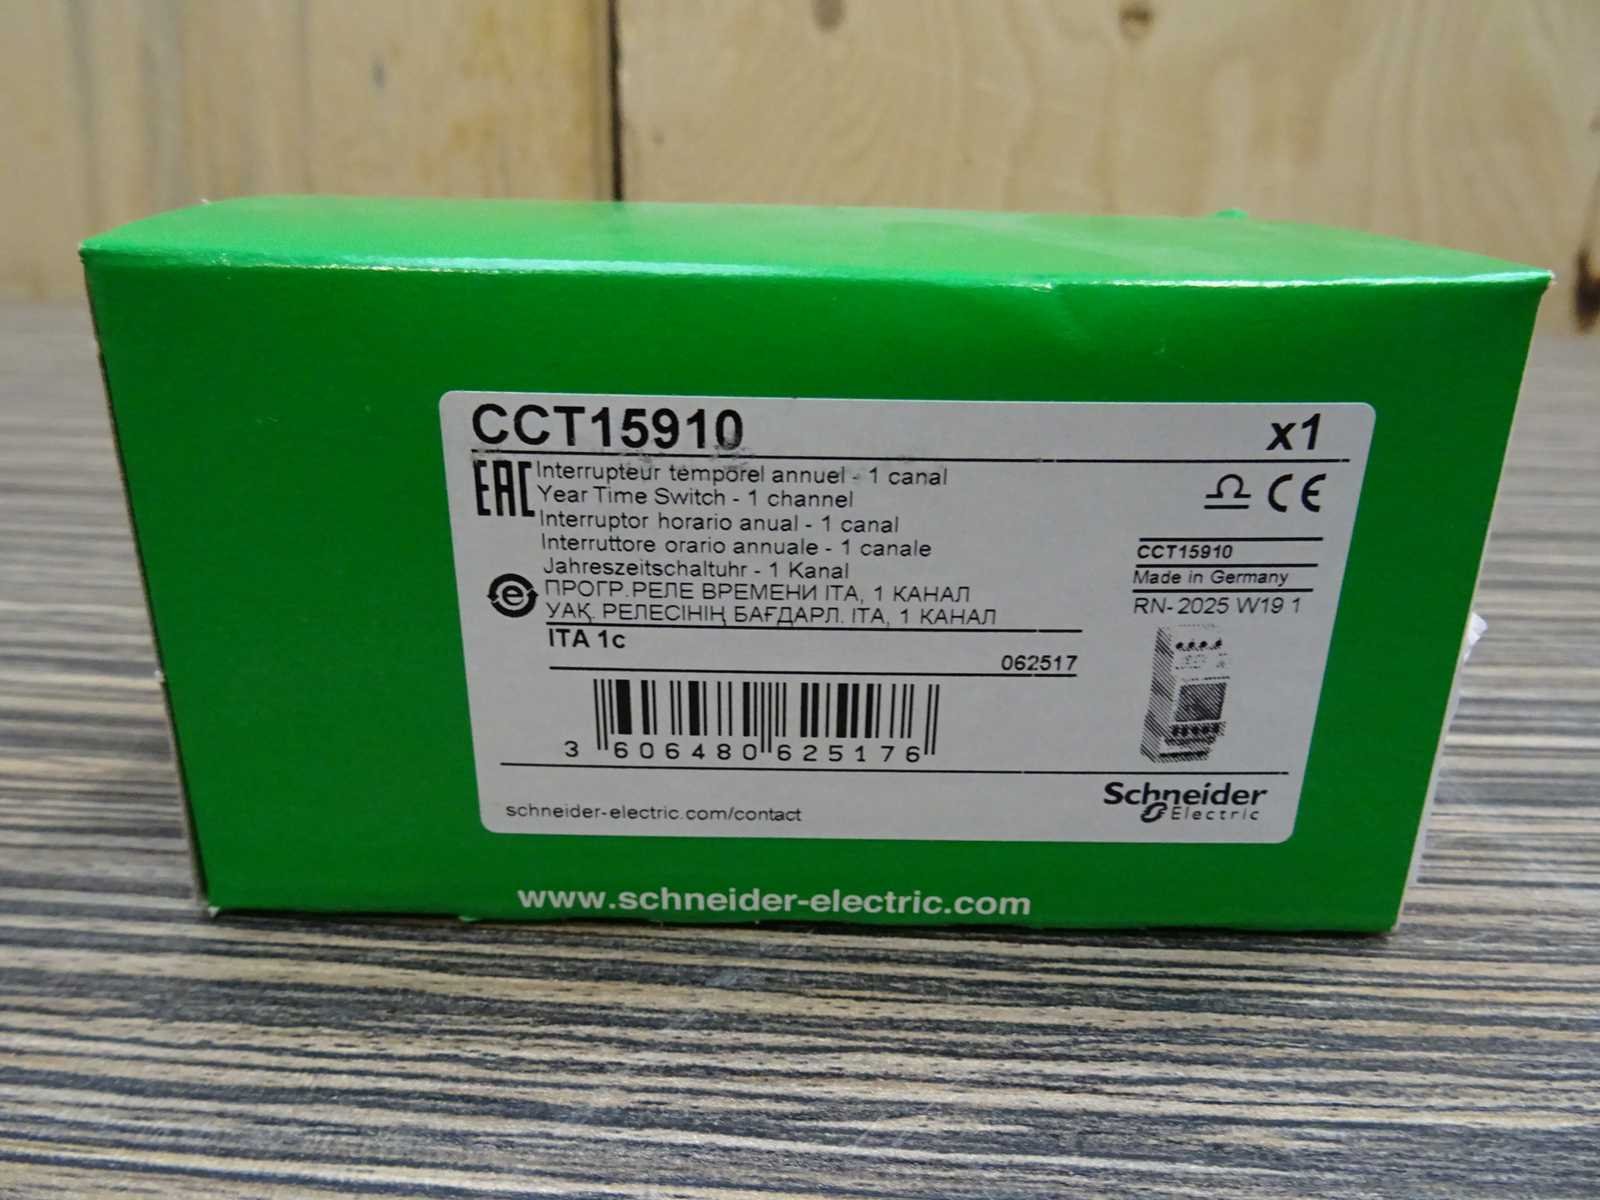 CCT15910 x1
EAC
Interrupteur temporel annuel - 1 canal
Year Time Switch - 1 channel
Interruptor horario anual - 1 canal
Interruttore orario annuale - 1 canale
Jahreszeitschaltuhr - 1 Kanal
ПРОГР.РЕЛЕ ВРЕМЕНИ ITA, 1 КАНАЛ
УАҚ. РЕЛЕСІНІҢ БАҒДАРЛ. ITA, 1 КАНАЛ
CE
CCT15910
Made in Germany
RN- 2025 W19 1
ITA 1c
062517
3 606480 625176
schneider-electric.com/contact
Schneider
Electric
www.schneider-electric.com